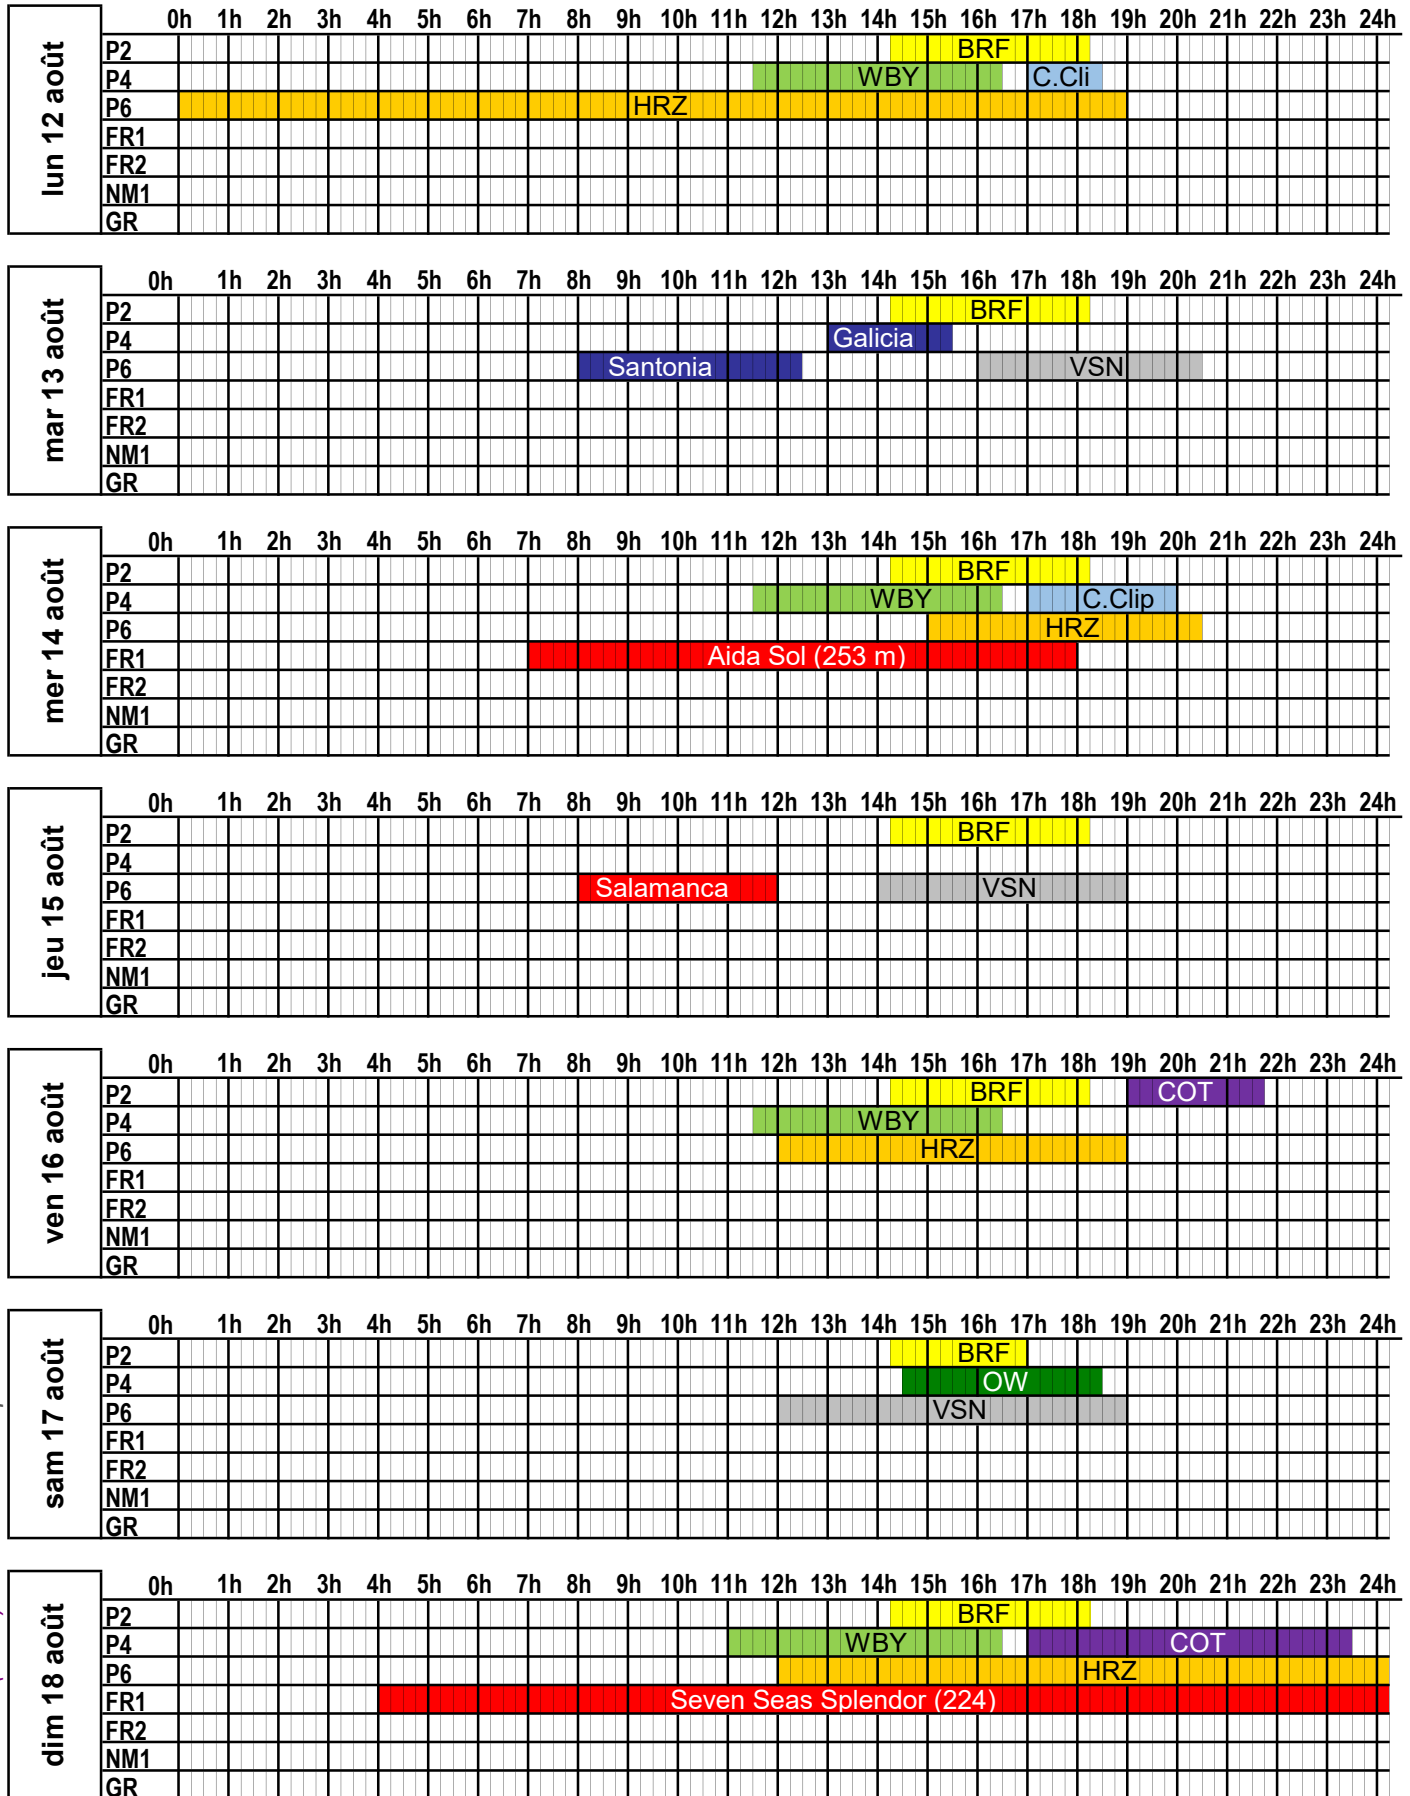 0h 1h 2h 3h 4h 5h 6h 7h 8h 9h 10h 11h 12h 13h 14h 15h 16h 17h 18h 19h 20h 21h 22h 23h 24h
lun 12 août
P2 BRF
P4 WBY C.Cli
P6 HRZ
FR1
FR2
NM1
GR
0h 1h 2h 3h 4h 5h 6h 7h 8h 9h 10h 11h 12h 13h 14h 15h 16h 17h 18h 19h 20h 21h 22h 23h 24h
mar 13 août
P2 BRF
P4 Galicia
P6 Santonia VSN
FR1
FR2
NM1
GR
0h 1h 2h 3h 4h 5h 6h 7h 8h 9h 10h 11h 12h 13h 14h 15h 16h 17h 18h 19h 20h 21h 22h 23h 24h
mer 14 août
P2 BRF
P4 WBY C.Clip
P6 HRZ
FR1 Aida Sol (253 m)
FR2
NM1
GR
0h 1h 2h 3h 4h 5h 6h 7h 8h 9h 10h 11h 12h 13h 14h 15h 16h 17h 18h 19h 20h 21h 22h 23h 24h
jeu 15 août
P2 BRF
P4
P6 Salamanca VSN
FR1
FR2
NM1
GR
0h 1h 2h 3h 4h 5h 6h 7h 8h 9h 10h 11h 12h 13h 14h 15h 16h 17h 18h 19h 20h 21h 22h 23h 24h
ven 16 août
P2 BRF COT
P4 WBY
P6 HRZ
FR1
FR2
NM1
GR
0h 1h 2h 3h 4h 5h 6h 7h 8h 9h 10h 11h 12h 13h 14h 15h 16h 17h 18h 19h 20h 21h 22h 23h 24h
sam 17 août
P2 BRF
P4 OW
P6 VSN
FR1
FR2
NM1
GR
0h 1h 2h 3h 4h 5h 6h 7h 8h 9h 10h 11h 12h 13h 14h 15h 16h 17h 18h 19h 20h 21h 22h 23h 24h
dim 18 août
P2 BRF
P4 WBY COT
P6 HRZ
FR1 Seven Seas Splendor (224)
FR2
NM1
GR